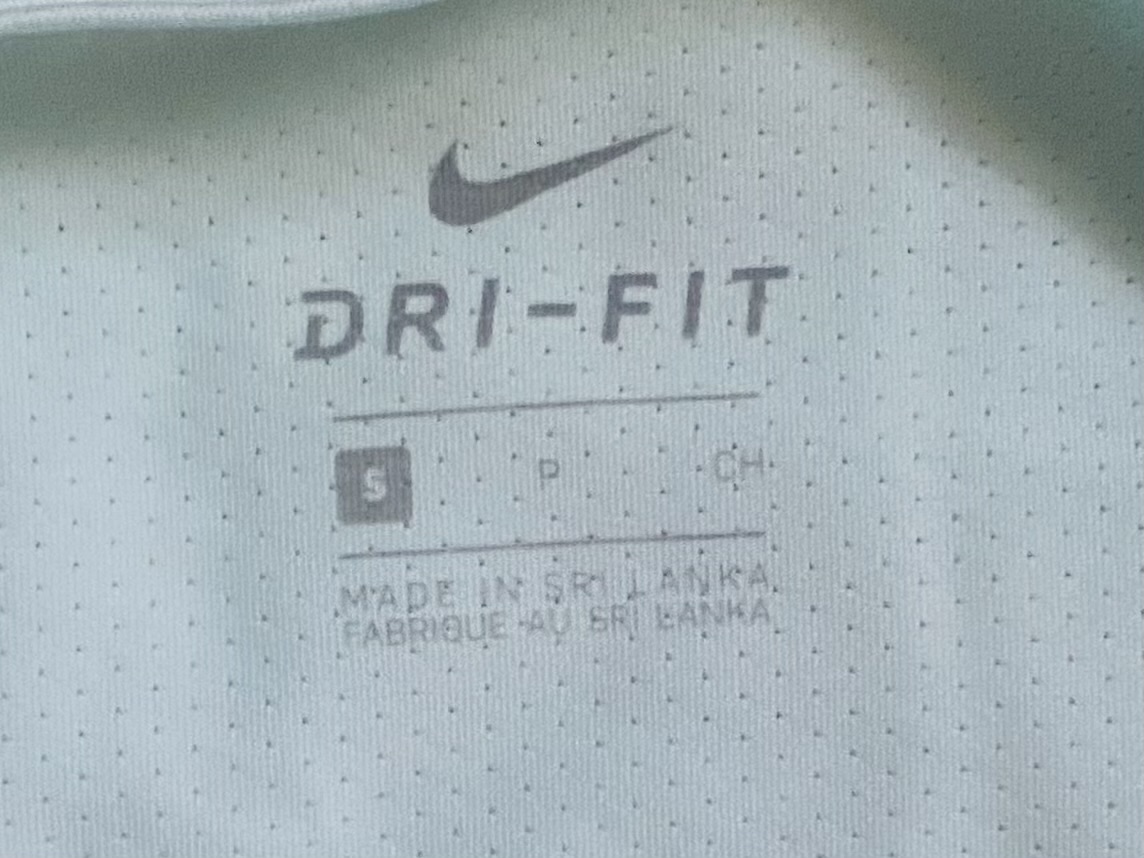 DRI-FIT
S P CH
MADE IN SRI LANKA
FABRIQUE AU SRI LANKA